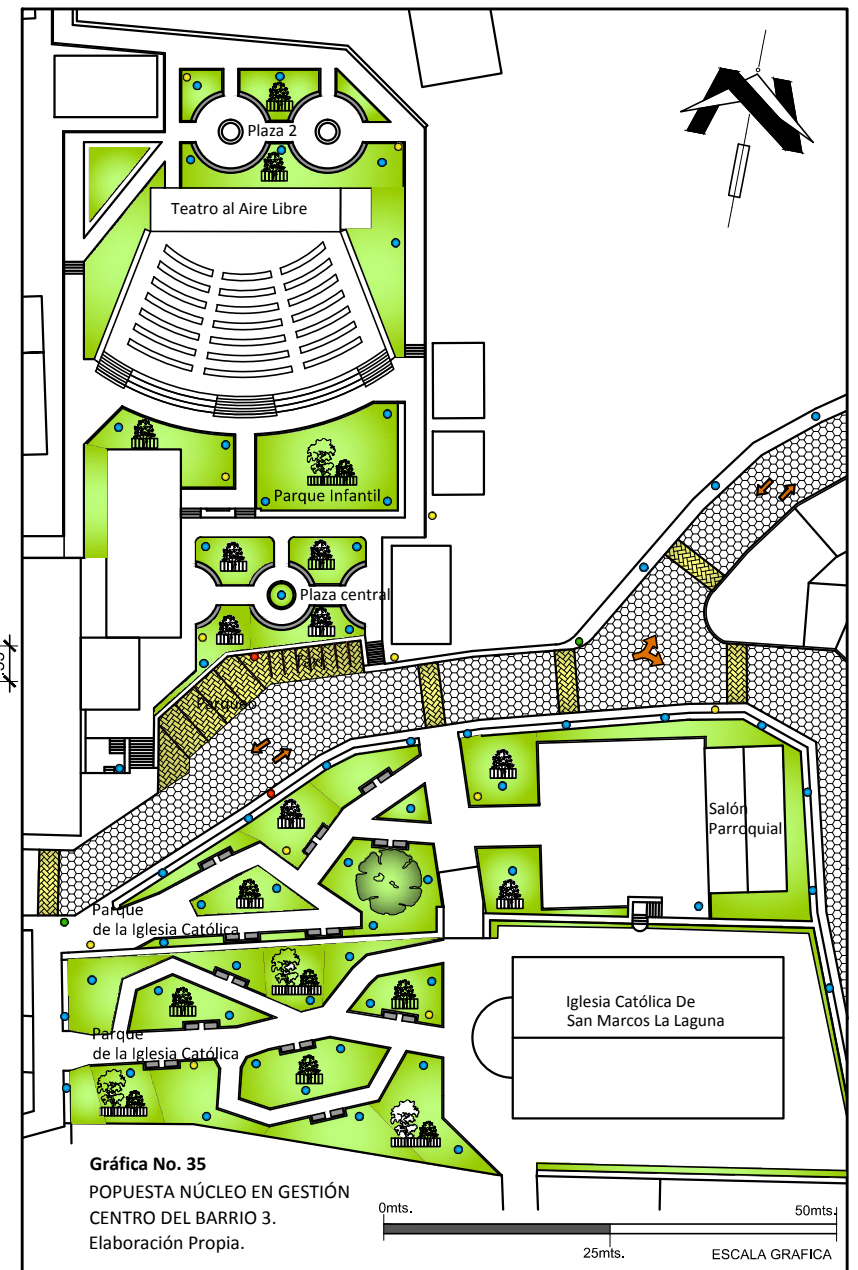 Plaza 2
Teatro al Aire Libre
Parque Infantil
Plaza central
Parqueo
Salón
Parroquial
Parque
de la Iglesia Católica
Iglesia Católica De
San Marcos La Laguna
Parque
de la Iglesia Católica
Gráfica No. 35
POPUESTA NÚCLEO EN GESTIÓN
CENTRO DEL BARRIO 3.
Elaboración Propia.
0mts.
50mts.
25mts.
ESCALA GRAFICA